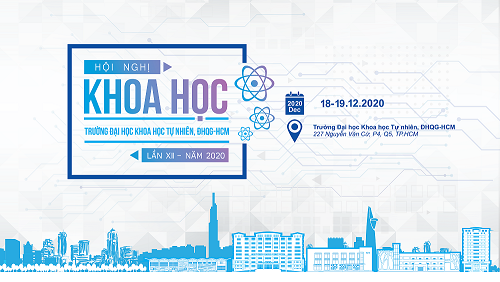 HỘI NGHỊ
KHOA HỌC
TRƯỜNG ĐẠI HỌC KHOA HỌC TỰ NHIÊN, ĐHQG-HCM
LẦN XII - NĂM 2020
2020
Dec
18-19.12.2020
Trường Đại học Khoa học Tự nhiên, ĐHQG-HCM
227 Nguyễn Văn Cừ, P4, Q5, TP.HCM